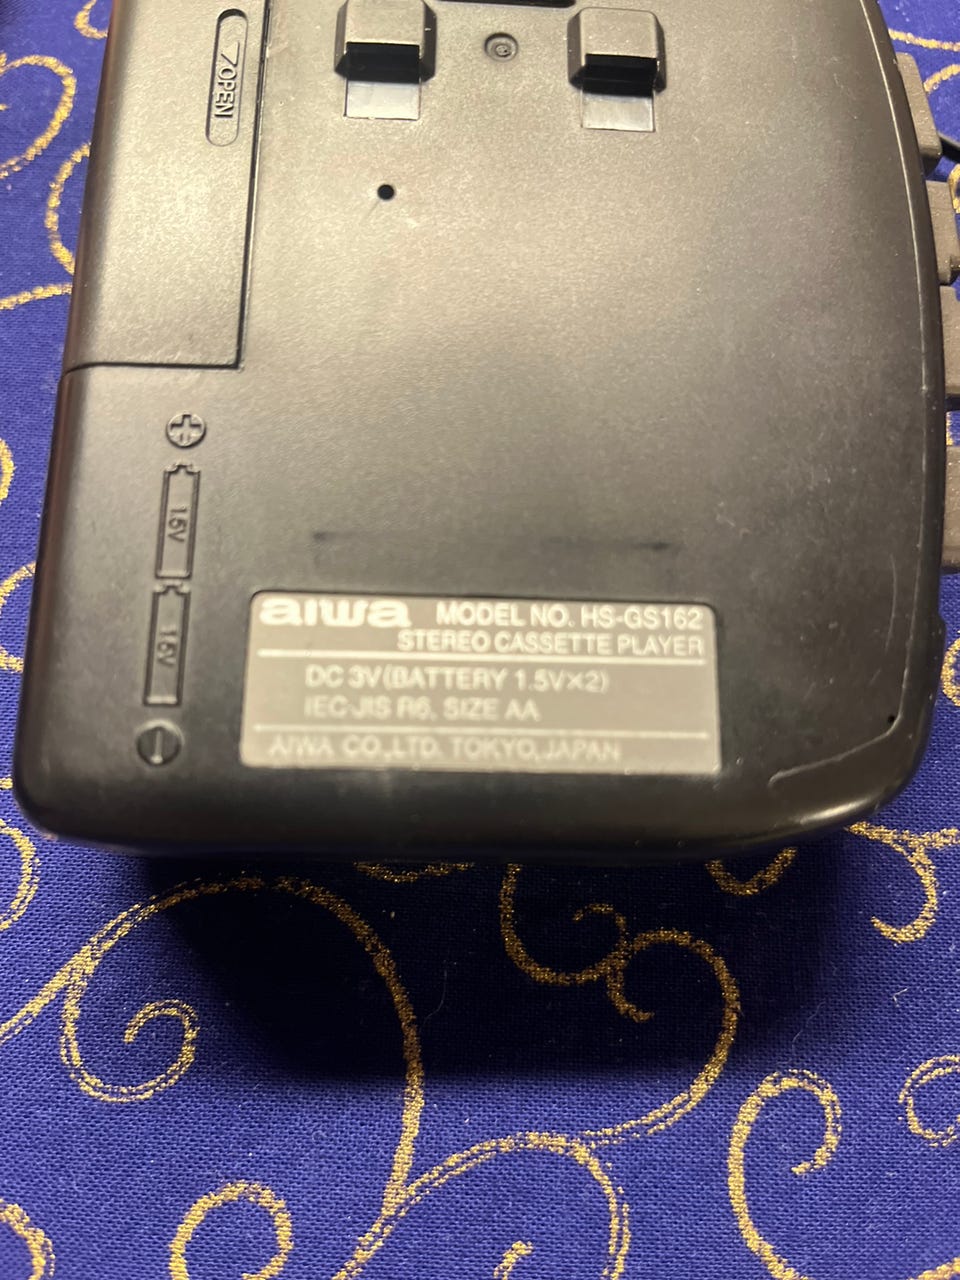 OPEN
1.5V
1.5V
aiwa MODEL NO. HS-GS162
STEREO CASSETTE PLAYER
DC 3V(BATTERY 1.5V×2)
IEC·JIS R6, SIZE AA
AIWA CO.,LTD. TOKYO,JAPAN